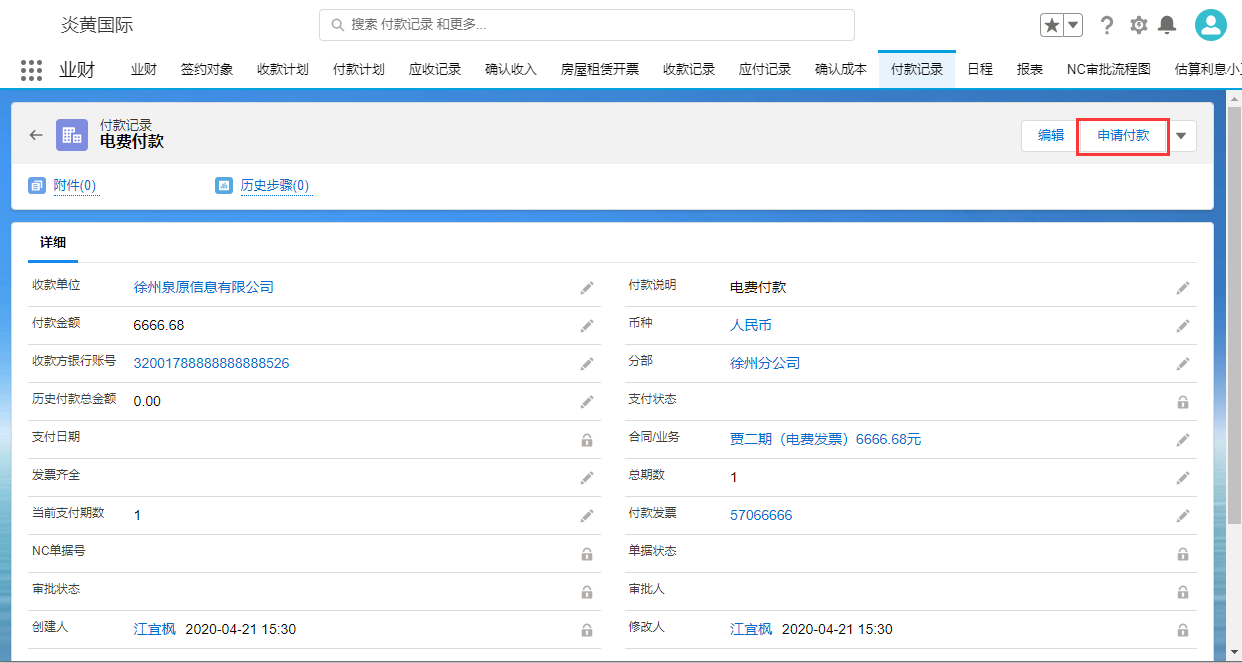 炎黄国际
搜索 付款记录 和更多...
业财 业财 签约对象 收款计划 付款计划 应收记录 确认收入 房屋租赁开票 收款记录 应付记录 确认成本 付款记录 日程 报表 NC审批流程图 估算利息小
付款记录
电费付款
编辑 申请付款
附件(0) 历史步骤(0)
详细
收款单位 徐州泉原信息有限公司 付款说明 电费付款
付款金额 6666.68 币种 人民币
收款方银行账号 32001788888888888526 分部 徐州分公司
历史付款总金额 0.00 支付状态
支付日期 合同/业务 贾二期（电费发票）6666.68元
发票齐全 总期数 1
当前支付期数 1 付款发票 57066666
NC单据号 单据状态
审批状态 审批人
创建人 江宜枫 2020-04-21 15:30 修改人 江宜枫 2020-04-21 15:30